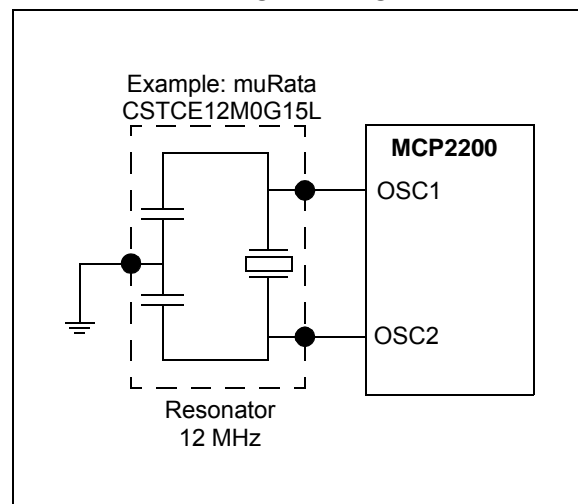 Example: muRata
CSTCE12M0G15L
MCP2200
OSC1
OSC2
Resonator
12 MHz